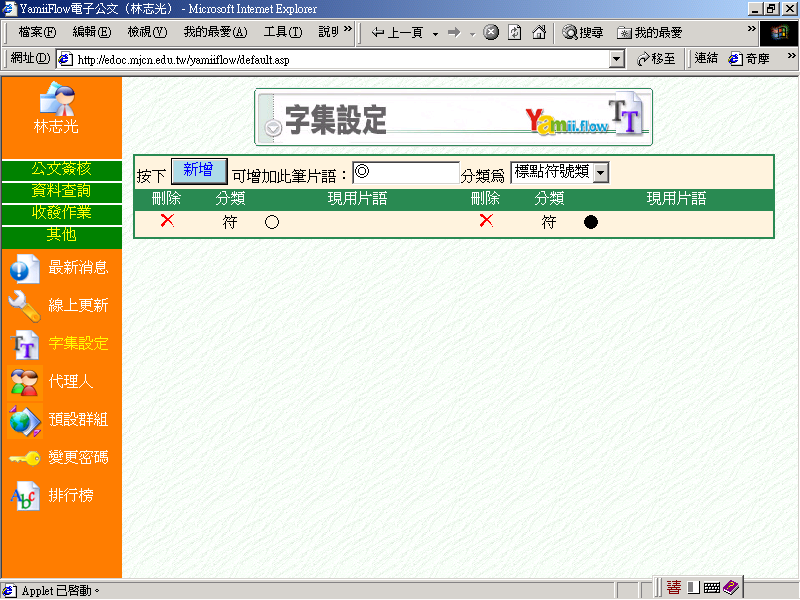 YamiiFlow電子公文（林志光） - Microsoft Internet Explorer
檔案(F) 編輯(E) 檢視(V) 我的最愛(A) 工具(T) 說明 » 上一頁 搜尋 我的最愛 »
網址(D) http://edoc.mjcn.edu.tw/yamiiflow/default.asp 移至 連結 奇摩 »
林志光
公文簽核
資料查詢
收發作業
其他
最新消息
線上更新
字集設定
代理人
預設群組
變更密碼
排行榜
字集設定 Yamii.flow TT
按下 新增 可增加此筆片語：◎ 分類為 標點符號類
刪除 分類 現用片語 刪除 分類 現用片語
符 ○ 符 ●
Applet 已啓動。